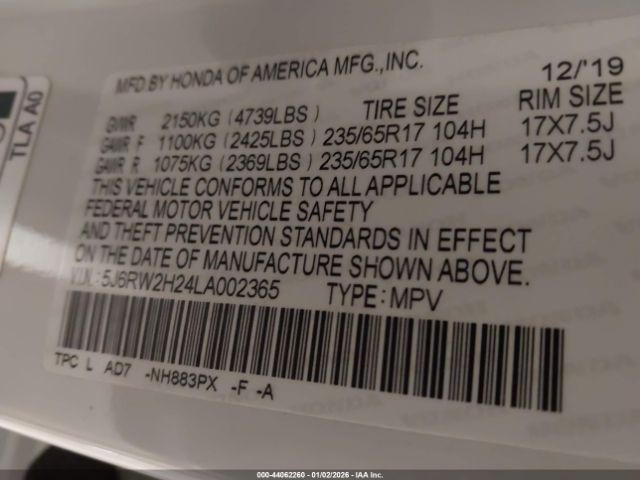 TLA A0
MFD BY HONDA OF AMERICA MFG.,INC. 12/'19
GVWR 2150KG (4739LBS) TIRE SIZE RIM SIZE
GAWR F 1100KG (2425LBS) 235/65R17 104H 17X7.5J
GAWR R 1075KG (2369LBS) 235/65R17 104H 17X7.5J
THIS VEHICLE CONFORMS TO ALL APPLICABLE
FEDERAL MOTOR VEHICLE SAFETY
AND THEFT PREVENTION STANDARDS IN EFFECT
ON THE DATE OF MANUFACTURE SHOWN ABOVE.
V.I.N.:5J6RW2H24LA002365 TYPE:MPV
TPC L AD7 -NH883PX -F -A
000-44062260 - 01/02/2026 - IAA Inc.